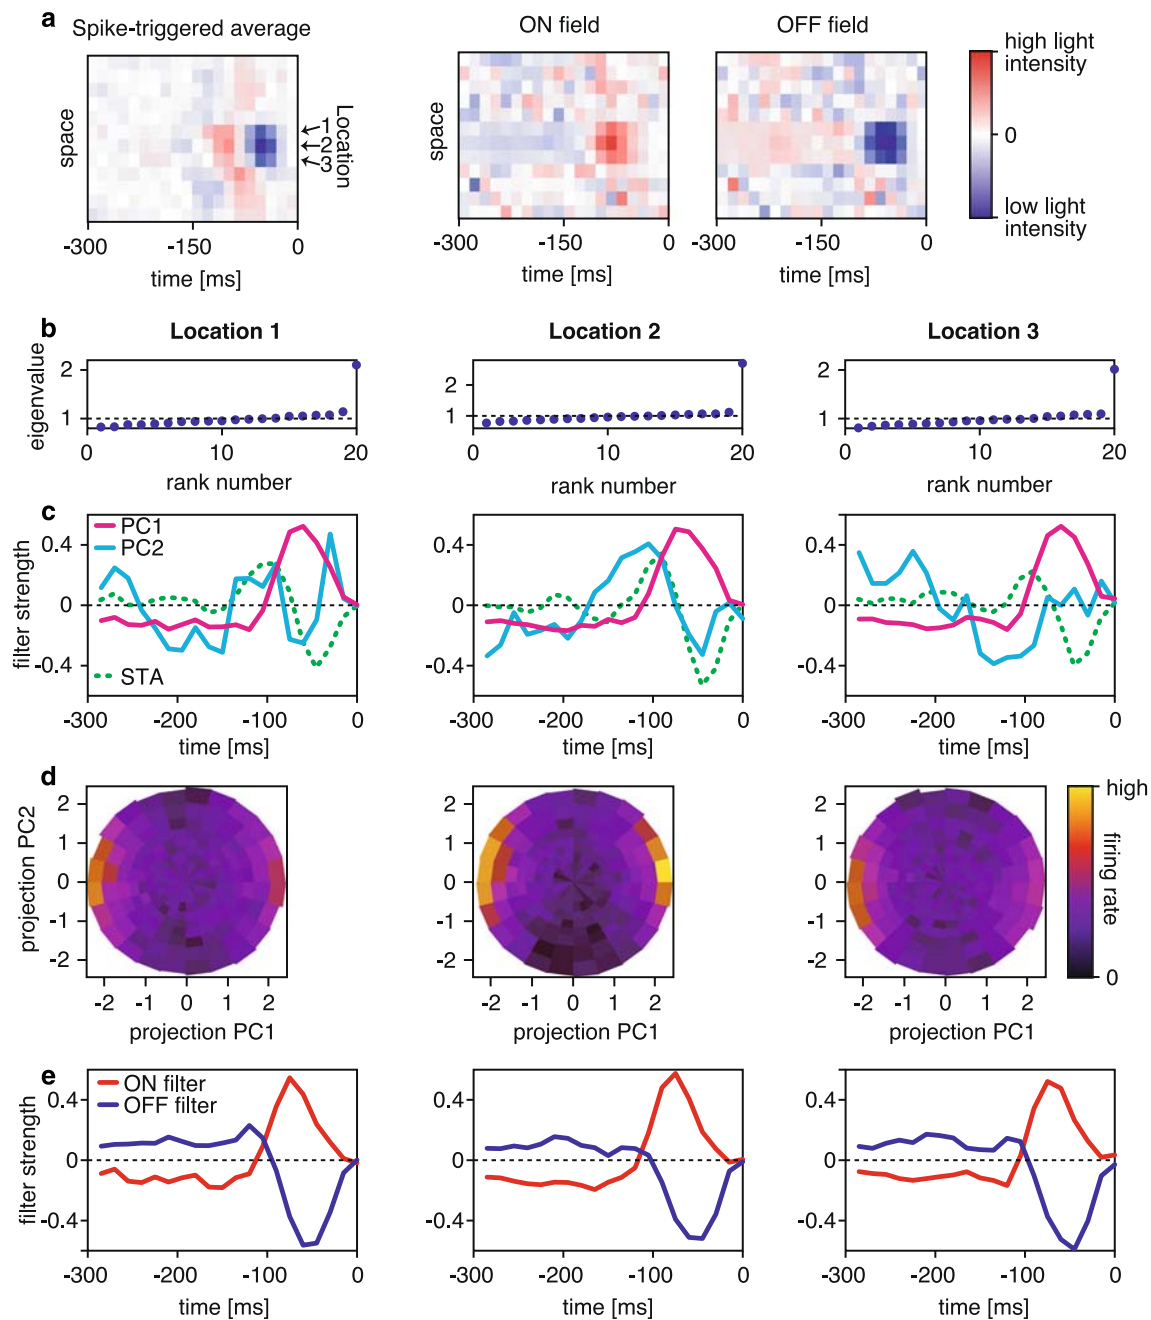 a
Spike-triggered average
ON field
OFF field
high light
intensity
0
low light
intensity
space
Location
1
2
3
space
-300 -150 0
-300 -150 0
-300 -150 0
time [ms]
time [ms]
time [ms]
b
Location 1
Location 2
Location 3
eigenvalue
2
1
2
1
2
1
0 10 20
0 10 20
0 10 20
rank number
rank number
rank number
c
PC1
PC2
STA
filter strength
0.4
0
-0.4
0.4
0
-0.4
0.4
0
-0.4
-300 -200 -100 0
-300 -200 -100 0
-300 -200 -100 0
time [ms]
time [ms]
time [ms]
d
projection PC2
2
1
0
-1
-2
2
1
0
-1
-2
2
1
0
-1
-2
high
firing rate
0
-2 -1 0 1 2
-2 -1 0 1 2
-2 -1 0 1 2
projection PC1
projection PC1
projection PC1
e
ON filter
OFF filter
filter strength
0.4
0
-0.4
0.4
0
-0.4
0.4
0
-0.4
-300 -200 -100 0
-300 -200 -100 0
-300 -200 -100 0
time [ms]
time [ms]
time [ms]